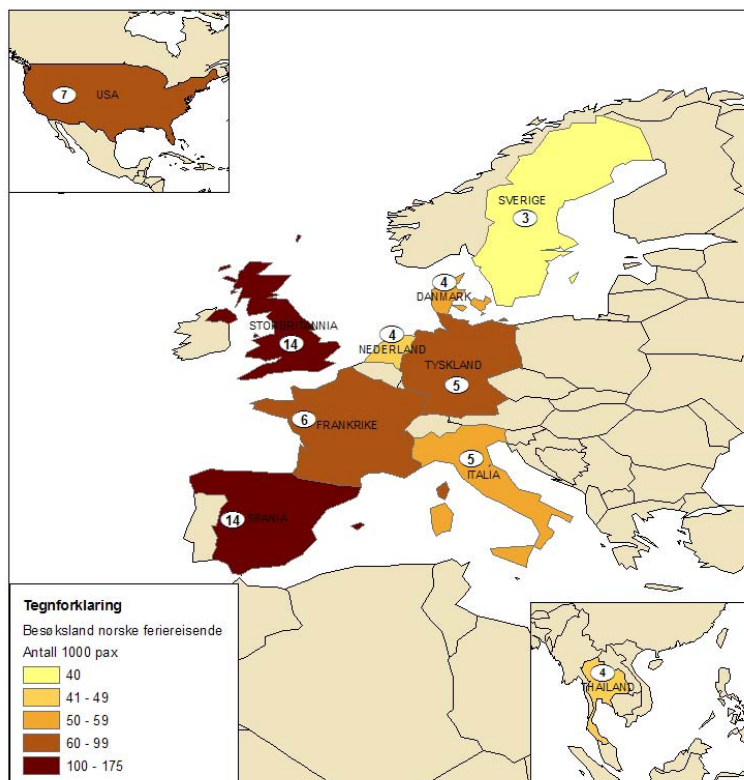 7
USA
SVERIGE
3
4
DANMARK
STORBRITANNIA
14
4
NEDERLAND
TYSKLAND
5
6
FRANKRIKE
5
ITALIA
14
SPANIA
Tegnforklaring
Besøksland norske feriereisende
Antall 1000 pax
40
41 - 49
50 - 59
60 - 99
100 - 175
4
THAILAND